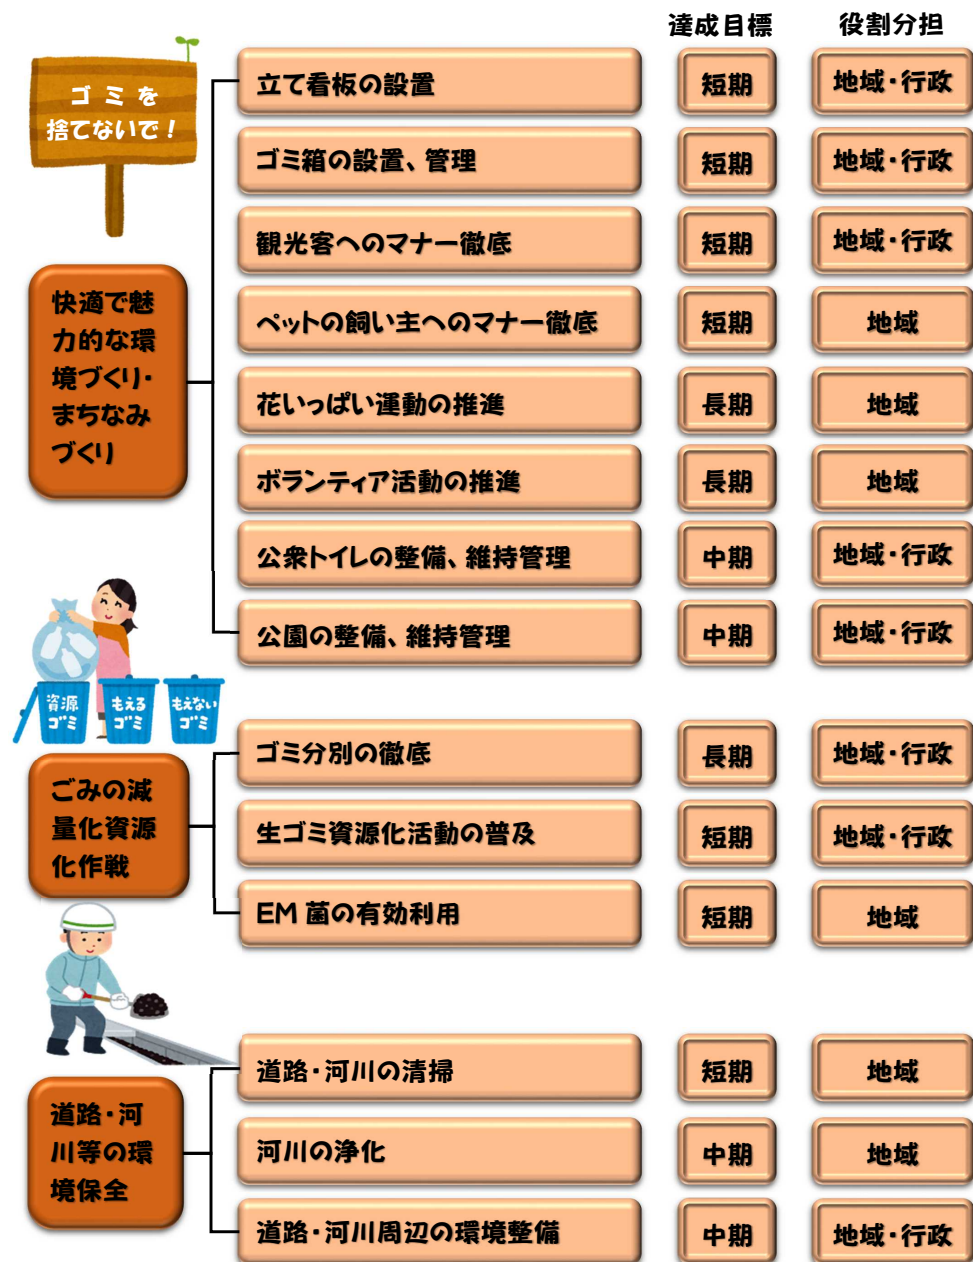 達成目標 役割分担
ゴミを
捨てないで！
立て看板の設置 短期 地域・行政
ゴミ箱の設置、管理 短期 地域・行政
観光客へのマナー徹底 短期 地域・行政
快適で魅
力的な環
境づくり・
まちなみ
づくり
ペットの飼い主へのマナー徹底 短期 地域
花いっぱい運動の推進 長期 地域
ボランティア活動の推進 長期 地域
公衆トイレの整備、維持管理 中期 地域・行政
公園の整備、維持管理 中期 地域・行政
資源
ゴミ
もえる
ゴミ
もえない
ゴミ
ごみの減
量化資源
化作戦
ゴミ分別の徹底 長期 地域・行政
生ゴミ資源化活動の普及 短期 地域・行政
EM菌の有効利用 短期 地域
道路・河
川等の環
境保全
道路・河川の清掃 短期 地域
河川の浄化 中期 地域
道路・河川周辺の環境整備 中期 地域・行政